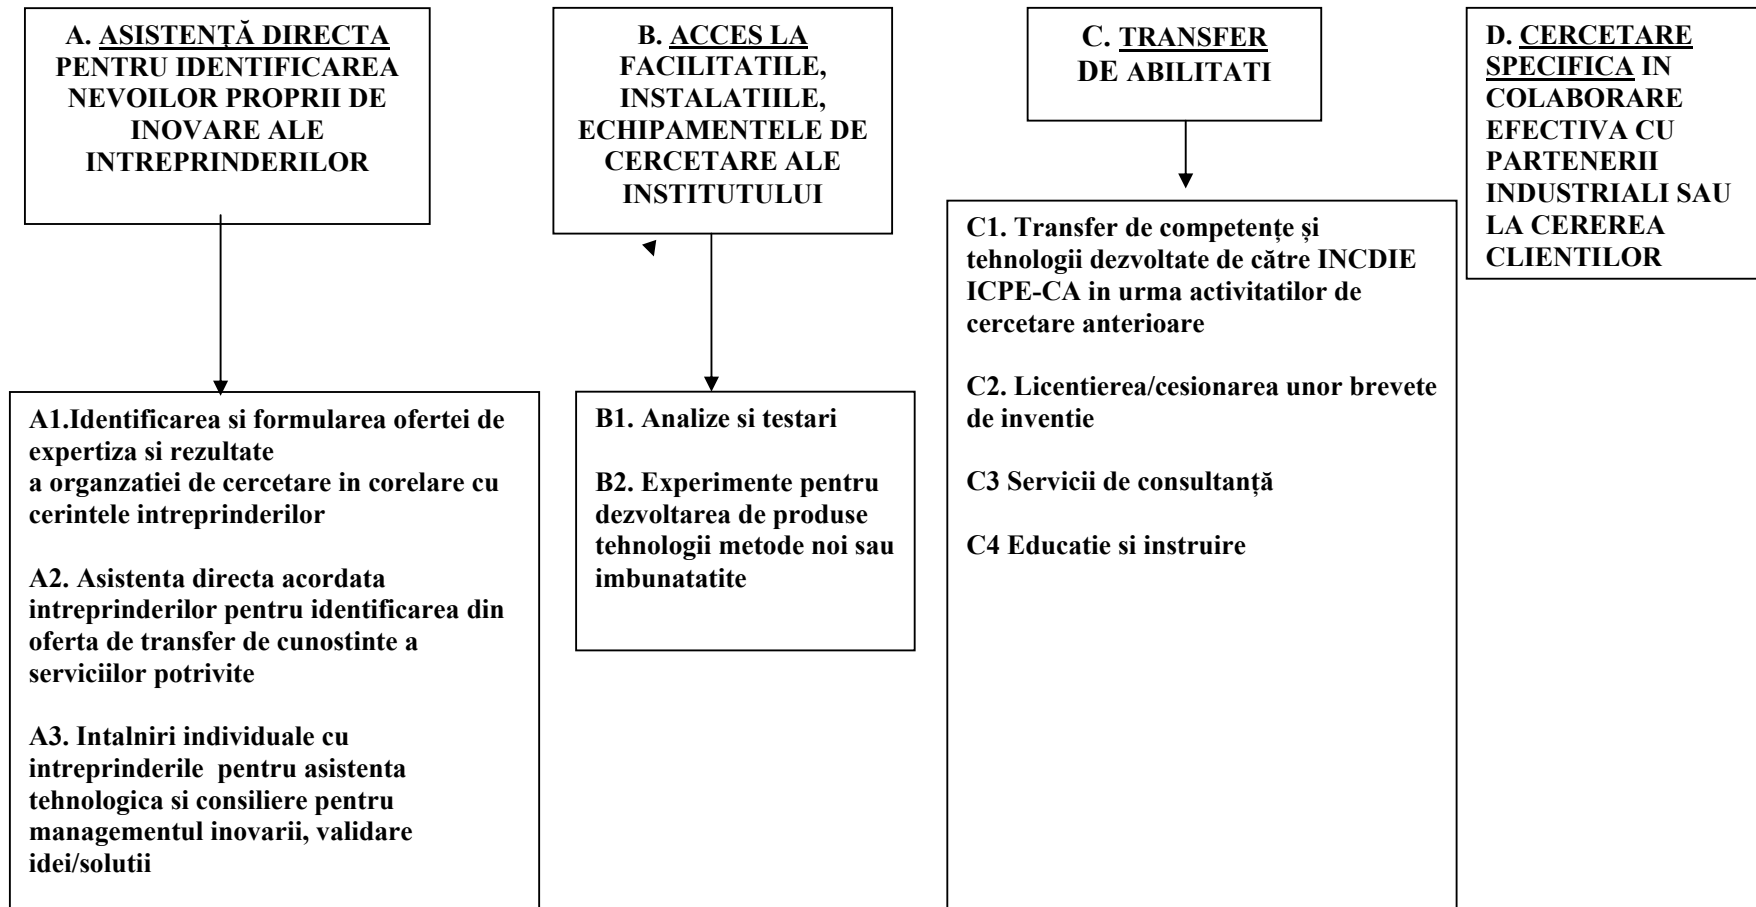 A. ASISTENȚĂ DIRECTA
PENTRU IDENTIFICAREA
NEVOILOR PROPRII DE
INOVARE ALE
INTREPRINDERILOR
B. ACCES LA
FACILITATILE,
INSTALATIILE,
ECHIPAMENTELE DE
CERCETARE ALE
INSTITUTULUI
C. TRANSFER
DE ABILITATI
D. CERCETARE
SPECIFICA IN
COLABORARE
EFECTIVA CU
PARTENERII
INDUSTRIALI SAU
LA CEREREA
CLIENTILOR
A1.Identificarea si formularea ofertei de
expertiza si rezultate
a organzatiei de cercetare in corelare cu
cerintele intreprinderilor
A2. Asistenta directa acordata
intreprinderilor pentru identificarea din
oferta de transfer de cunostinte a
serviciilor potrivite
A3. Intalniri individuale cu
intreprinderile pentru asistenta
tehnologica si consiliere pentru
managementul inovarii, validare
idei/solutii
B1. Analize si testari
B2. Experimente pentru
dezvoltarea de produse
tehnologii metode noi sau
imbunatatite
C1. Transfer de competențe și
tehnologii dezvoltate de către INCDIE
ICPE-CA in urma activitatilor de
cercetare anterioare
C2. Licentierea/cesionarea unor brevete
de inventie
C3 Servicii de consultanță
C4 Educatie si instruire